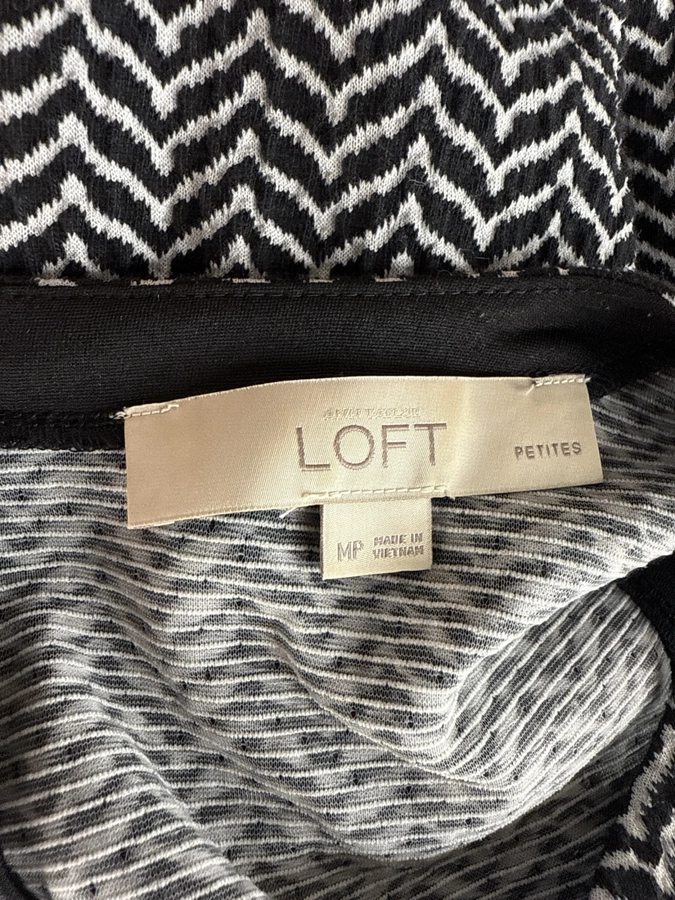 ANN TAYLOR
LOFT
PETITES
MP
MADE IN
VIETNAM